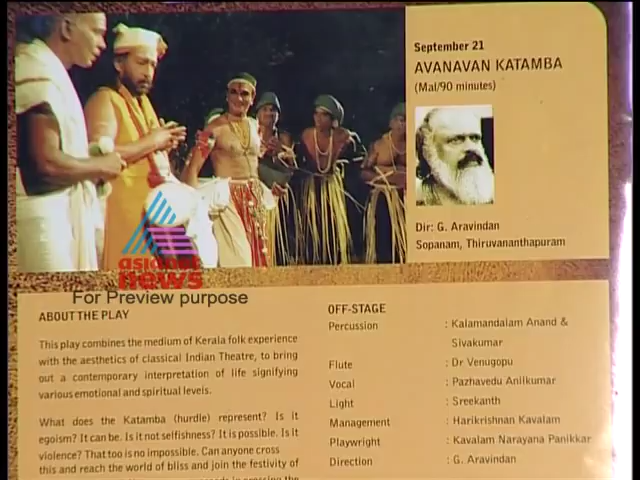 September 21
AVANAVAN KATAMBA
(Mal/90 minutes)
Dir: G. Aravindan
Sopanam, Thiruvananthapuram
asianet
news
For Preview purpose
ABOUT THE PLAY
This play combines the medium of Kerala folk experience
with the aesthetics of classical Indian Theatre, to bring
out a contemporary interpretation of life signifying
various emotional and spiritual levels.
What does the Katamba (hurdle) represent? Is it
egoism? It can be. Is it not selfishness? It is possible. Is it
violence? That too is impossible. Can anyone cross
this and reach the world of bliss and join the festivity of
OFF-STAGE
Percussion : Kalamandalam Anand &
Sivakumar
Flute : Dr Venugopu
Vocal : Pazhavedu Anilkumar
Light : Sreekanth
Management : Harikrishnan Kavalam
Playwright : Kavalam Narayana Panikkar
Direction : G. Aravindan